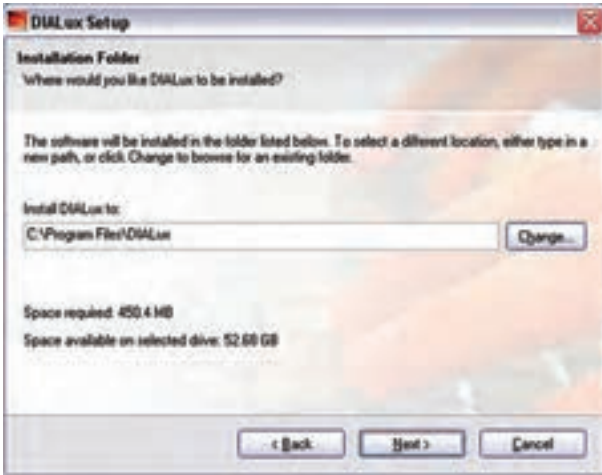 DIALux Setup
Installation Folder
Where would you like DIALux to be installed?
The software will be installed in the folder listed below. To select a different location, either type in a
new path, or click Change to browse for an existing folder.
Install DIALux to:
C:\Program Files\DIALux
Change...
Space required: 450.4 MB
Space available on selected drive: 52.68 GB
< Back
Next >
Cancel